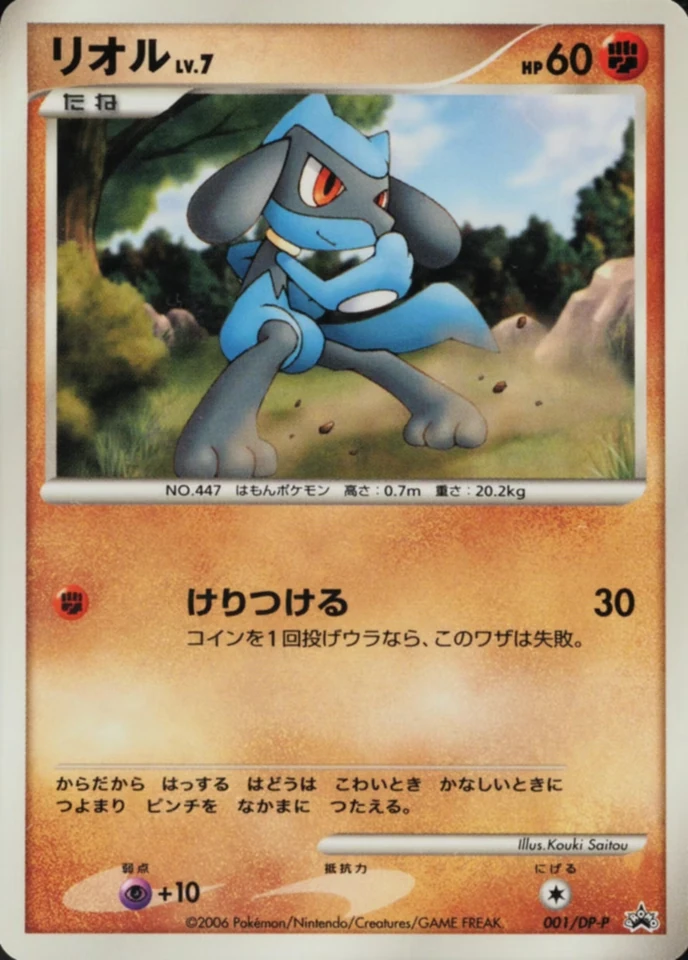 リオル LV.7 HP 60
たね
NO.447 はもんポケモン 高さ:0.7m 重さ:20.2kg
けりつける 30
コインを1回投げウラなら、このワザは失敗。
からだから はっする はどうは こわいとき かなしいときに
つよまり ピンチを なかまに つたえる。
Illus.Kouki Saitou
弱点 抵抗力 にげる
+10
©2006 Pokémon/Nintendo/Creatures/GAME FREAK. 001/DP-P